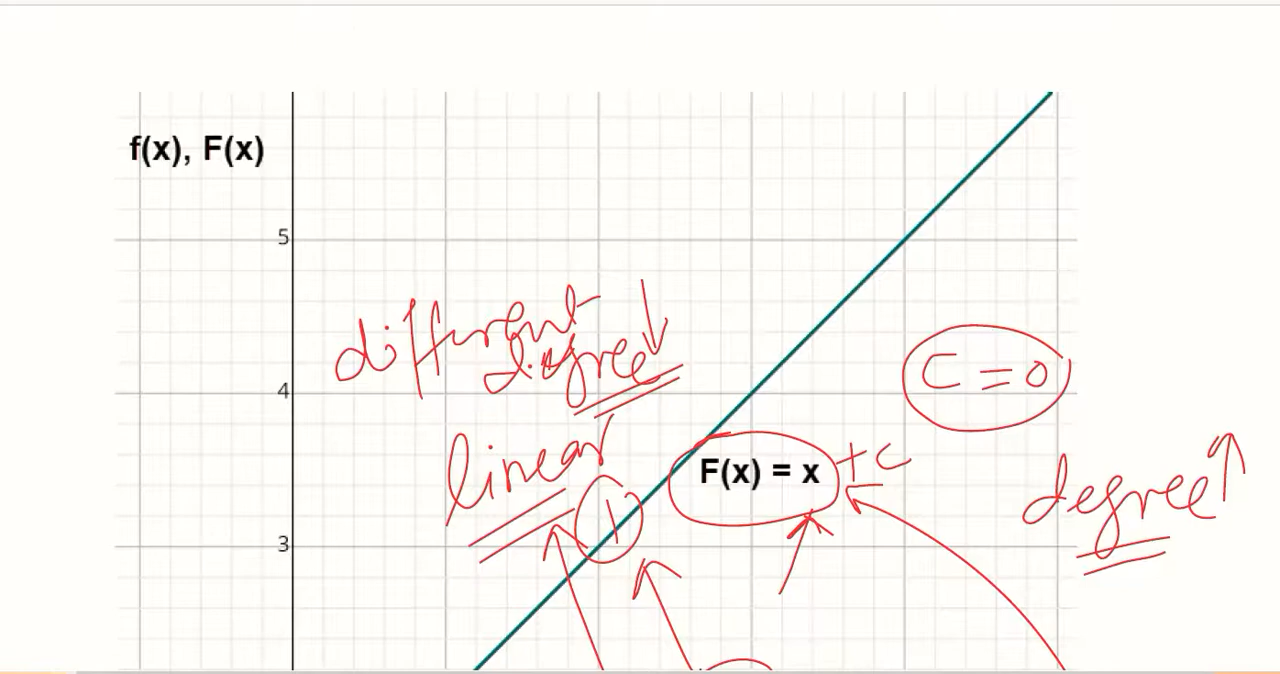 f(x), F(x)
5
different
degree ↓
4
C = 0
linear
F(x) = x + c
degree ↑
1
3